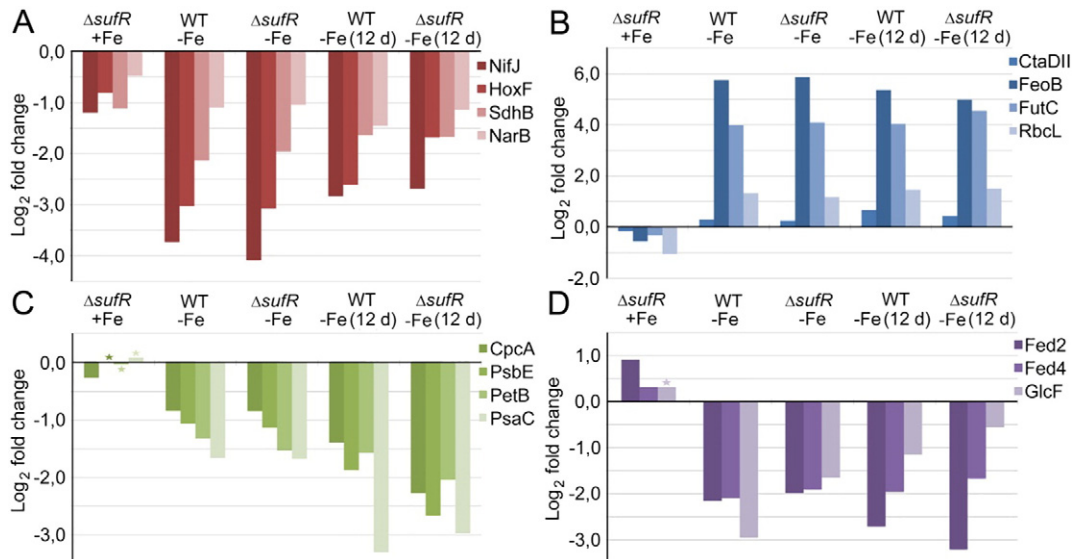 A
ΔsufR WT ΔsufR WT ΔsufR
+Fe -Fe -Fe -Fe (12 d) -Fe (12 d)
Log2 fold change
0,0
-1,0
-2,0
-3,0
-4,0
NifJ
HoxF
SdhB
NarB
B
ΔsufR WT ΔsufR WT ΔsufR
+Fe -Fe -Fe -Fe (12 d) -Fe (12 d)
Log2 fold change
6,0
4,0
2,0
0,0
-2,0
CtaDII
FeoB
FutC
RbcL
C
ΔsufR WT ΔsufR WT ΔsufR
+Fe -Fe -Fe -Fe (12 d) -Fe (12 d)
Log2 fold change
0,0
-1,0
-2,0
-3,0
CpcA
PsbE
PetB
PsaC
D
ΔsufR WT ΔsufR WT ΔsufR
+Fe -Fe -Fe -Fe (12 d) -Fe (12 d)
Log2 fold change
1,0
0,0
-1,0
-2,0
-3,0
Fed2
Fed4
GlcF